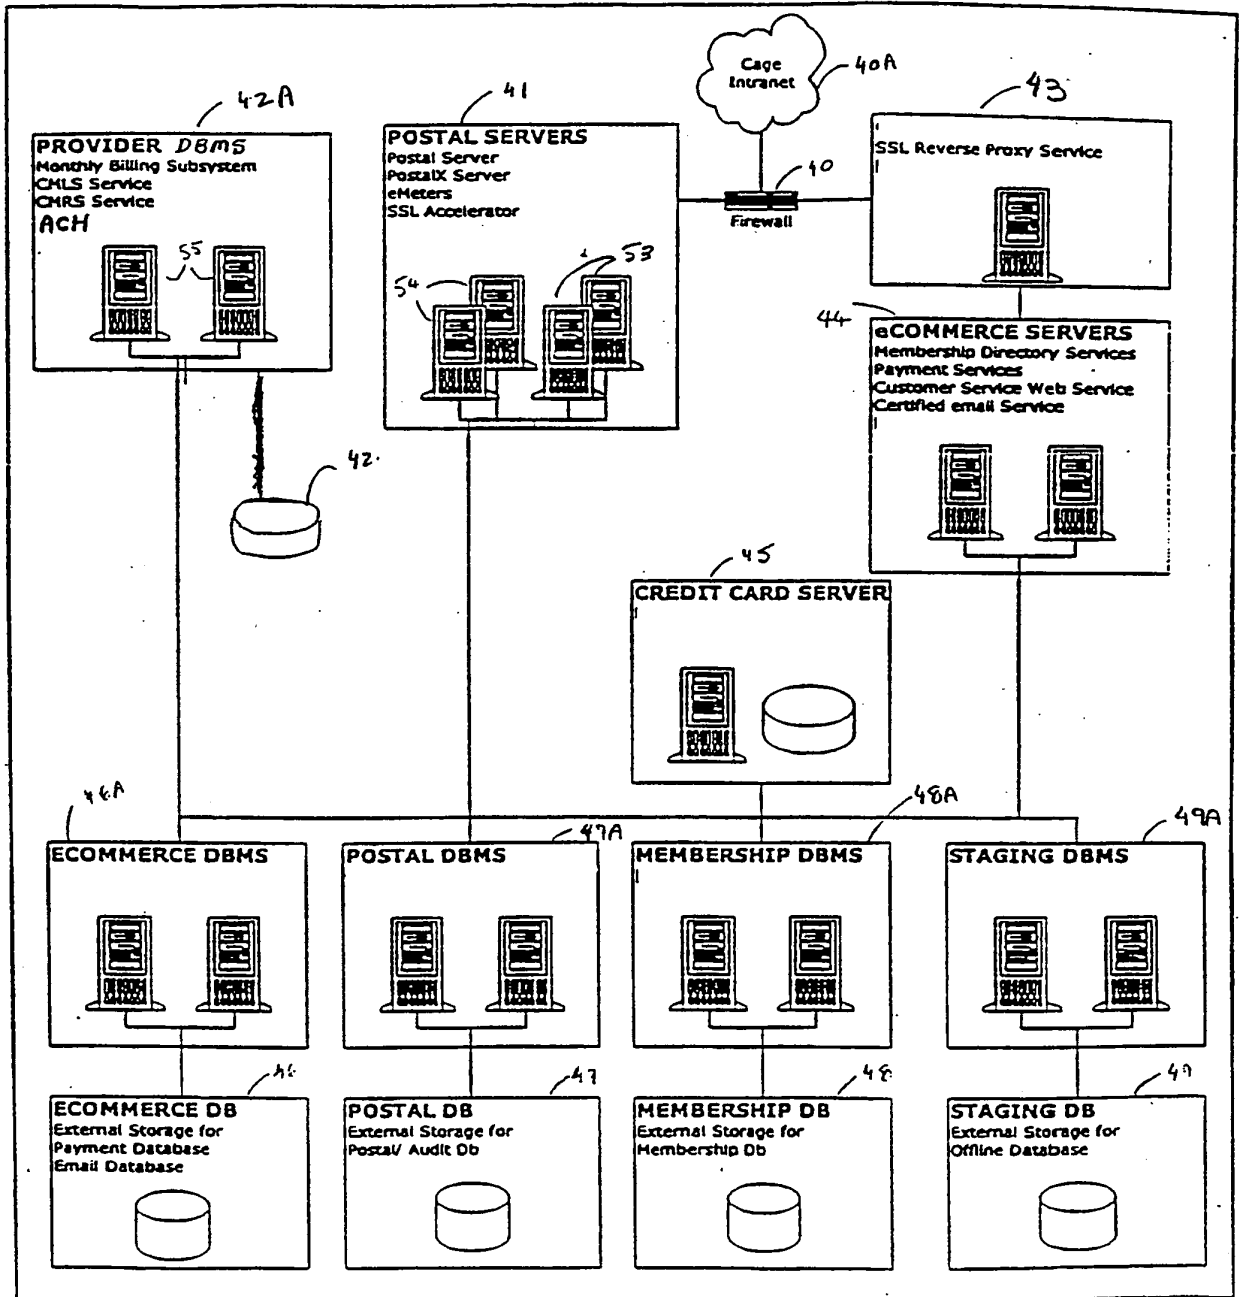 Cage
Intranet
40A
42A
41
43
PROVIDER DBMS
Monthly Billing Subsystem
CMLS Service
CMRS Service
ACH
55
POSTAL SERVERS
Postal Server
PostalX Server
eMeters
SSL Accelerator
54
53
40
Firewall
SSL Reverse Proxy Service
44
eCOMMERCE SERVERS
Membership Directory Services
Payment Services
Customer Service Web Service
Certified email Service
42
45
CREDIT CARD SERVER
46A
47A
48A
49A
ECOMMERCE DBMS
POSTAL DBMS
MEMBERSHIP DBMS
STAGING DBMS
46
47
48
49
ECOMMERCE DB
External Storage for
Payment Database
Email Database
POSTAL DB
External Storage for
Postal/ Audit Db
MEMBERSHIP DB
External Storage for
Membership Db
STAGING DB
External Storage for
Offline Database